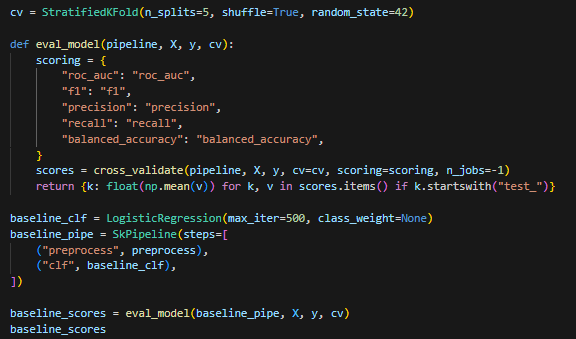 cv = StratifiedKFold(n_splits=5, shuffle=True, random_state=42)

def eval_model(pipeline, X, y, cv):
    scoring = {
        "roc_auc": "roc_auc",
        "f1": "f1",
        "precision": "precision",
        "recall": "recall",
        "balanced_accuracy": "balanced_accuracy",
    }
    scores = cross_validate(pipeline, X, y, cv=cv, scoring=scoring, n_jobs=-1)
    return {k: float(np.mean(v)) for k, v in scores.items() if k.startswith("test_")}

baseline_clf = LogisticRegression(max_iter=500, class_weight=None)
baseline_pipe = SkPipeline(steps=[
    ("preprocess", preprocess),
    ("clf", baseline_clf),
])

baseline_scores = eval_model(baseline_pipe, X, y, cv)
baseline_scores